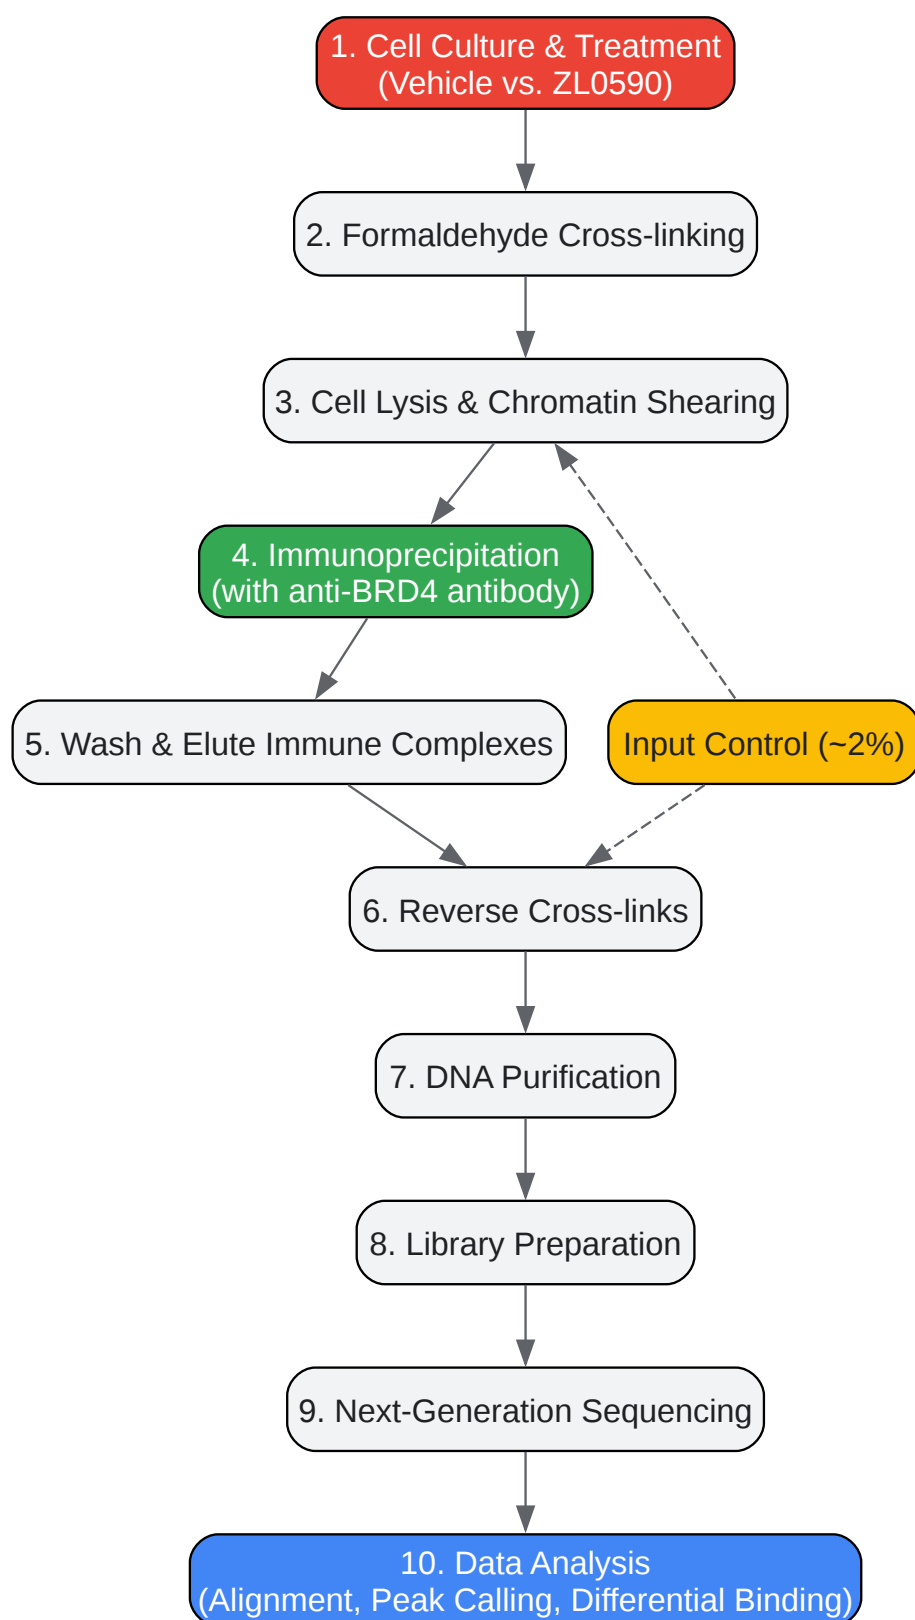 1. Cell Culture & Treatment
(Vehicle vs. ZL0590)
2. Formaldehyde Cross-linking
3. Cell Lysis & Chromatin Shearing
4. Immunoprecipitation
(with anti-BRD4 antibody)
5. Wash & Elute Immune Complexes
Input Control (~2%)
6. Reverse Cross-links
7. DNA Purification
8. Library Preparation
9. Next-Generation Sequencing
10. Data Analysis
(Alignment, Peak Calling, Differential Binding)